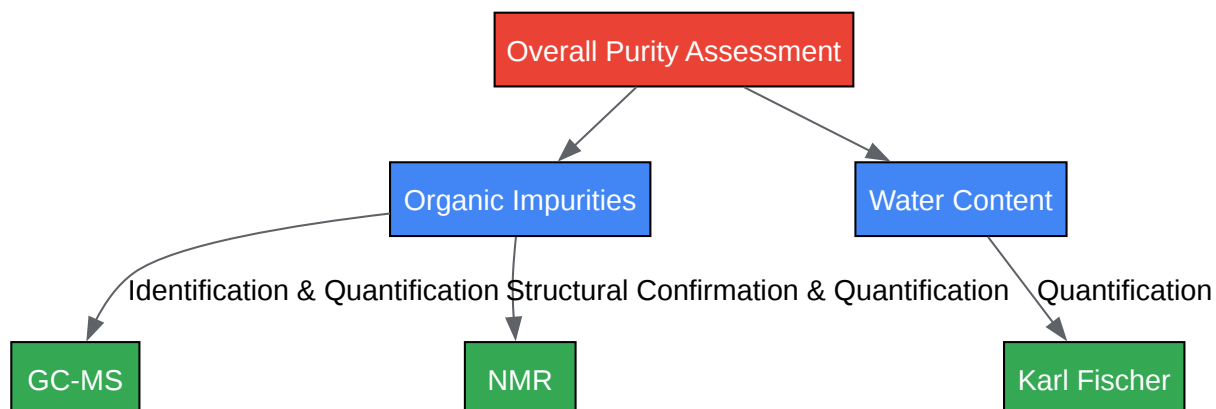 Overall Purity Assessment
Organic Impurities
Water Content
Identification & Quantification
Structural Confirmation & Quantification
Quantification
GC-MS
NMR
Karl Fischer